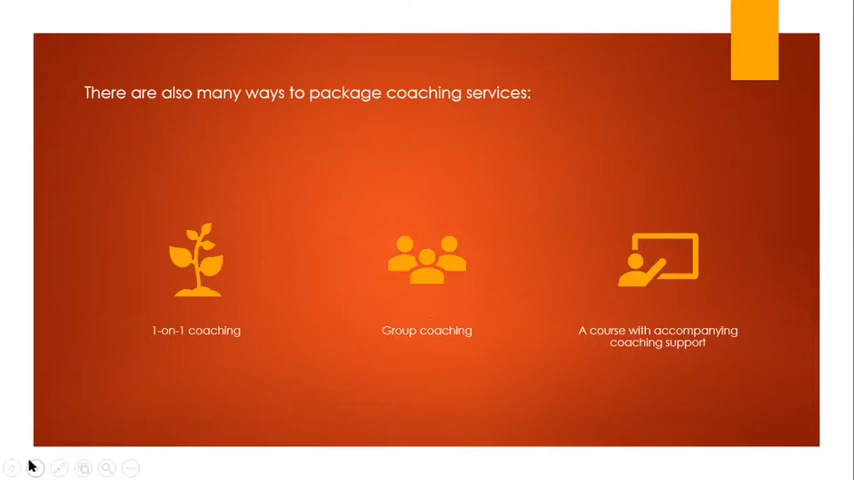 There are also many ways to package coaching services:
1-on-1 coaching
Group coaching
A course with accompanying
coaching support